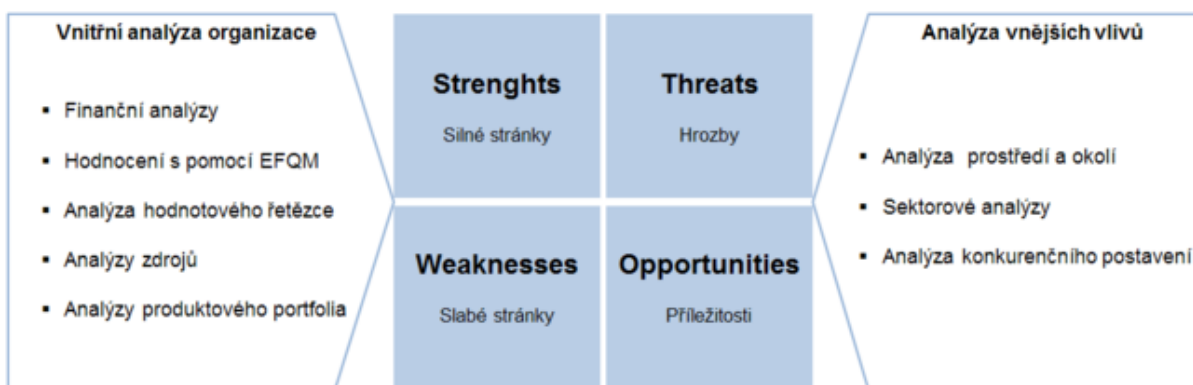 Vnitřní analýza organizace
▪ Finanční analýzy
▪ Hodnocení s pomocí EFQM
▪ Analýza hodnotového řetězce
▪ Analýzy zdrojů
▪ Analýzy produktového portfolia
Strenghts
Silné stránky
Threats
Hrozby
Weaknesses
Slabé stránky
Opportunities
Příležitosti
Analýza vnějších vlivů
▪ Analýza prostředí a okolí
▪ Sektorové analýzy
▪ Analýza konkurenčního postavení